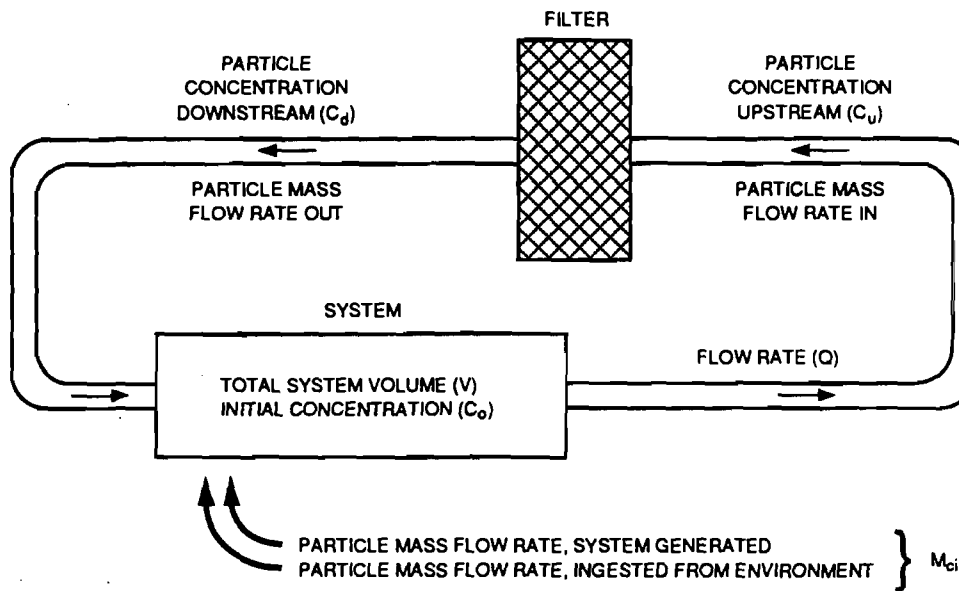 FILTER
PARTICLE
CONCENTRATION
DOWNSTREAM (Cd)
PARTICLE
CONCENTRATION
UPSTREAM (Cu)
PARTICLE MASS
FLOW RATE OUT
PARTICLE MASS
FLOW RATE IN
SYSTEM
FLOW RATE (Q)
TOTAL SYSTEM VOLUME (V)
INITIAL CONCENTRATION (Co)
PARTICLE MASS FLOW RATE, SYSTEM GENERATED
PARTICLE MASS FLOW RATE, INGESTED FROM ENVIRONMENT
Mci